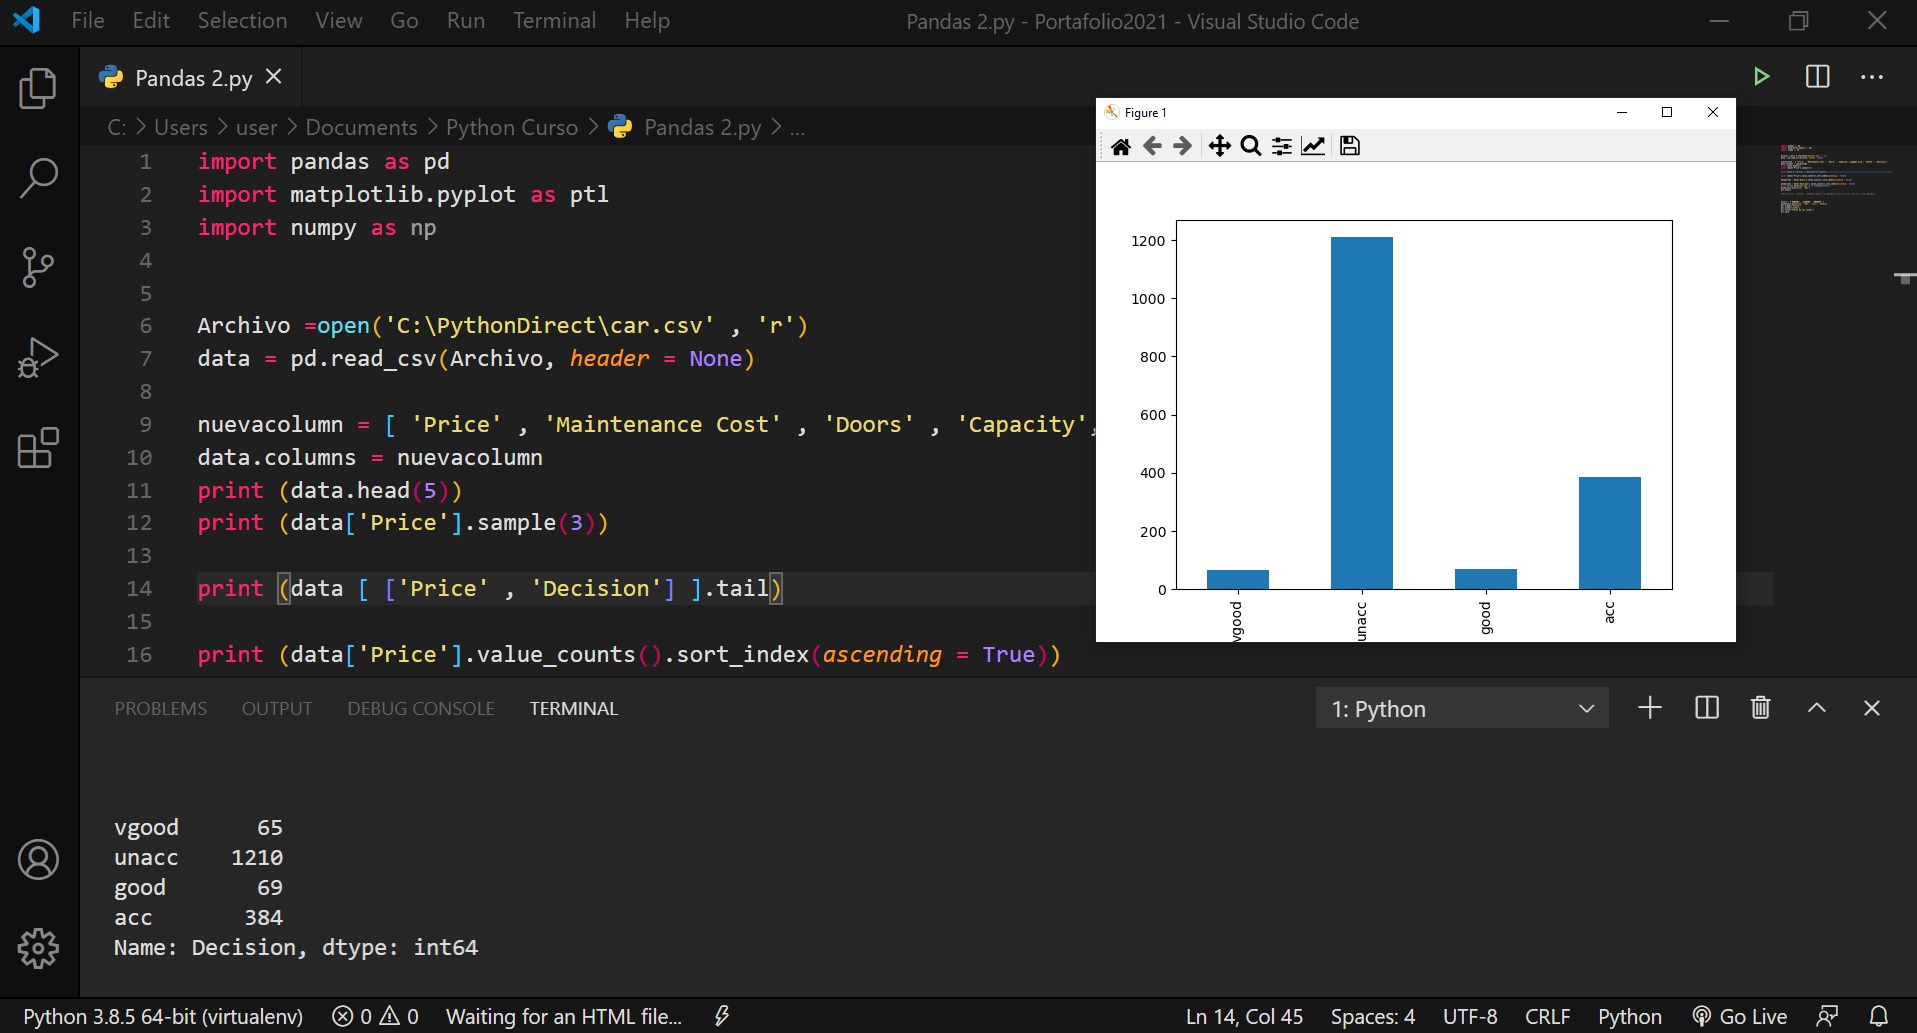 File Edit Selection View Go Run Terminal Help Pandas 2.py - Portafolio2021 - Visual Studio Code
Pandas 2.py
C: > Users > user > Documents > Python Curso > Pandas 2.py > ...
1 import pandas as pd
2 import matplotlib.pyplot as ptl
3 import numpy as np
4
5
6 Archivo =open('C:\PythonDirect\car.csv' , 'r')
7 data = pd.read_csv(Archivo, header = None)
8
9 nuevacolumn = [ 'Price' , 'Maintenance Cost' , 'Doors' , 'Capacity',
10 data.columns = nuevacolumn
11 print (data.head(5))
12 print (data['Price'].sample(3))
13
14 print (data [ ['Price' , 'Decision'] ].tail)
15
16 print (data['Price'].value_counts().sort_index(ascending = True))
Figure 1
1200
1000
800
600
400
200
0
vgood unacc good acc
PROBLEMS OUTPUT DEBUG CONSOLE TERMINAL 1: Python
vgood 65
unacc 1210
good 69
acc 384
Name: Decision, dtype: int64
Python 3.8.5 64-bit (virtualenv) 0 0 Waiting for an HTML file... Ln 14, Col 45 Spaces: 4 UTF-8 CRLF Python Go Live